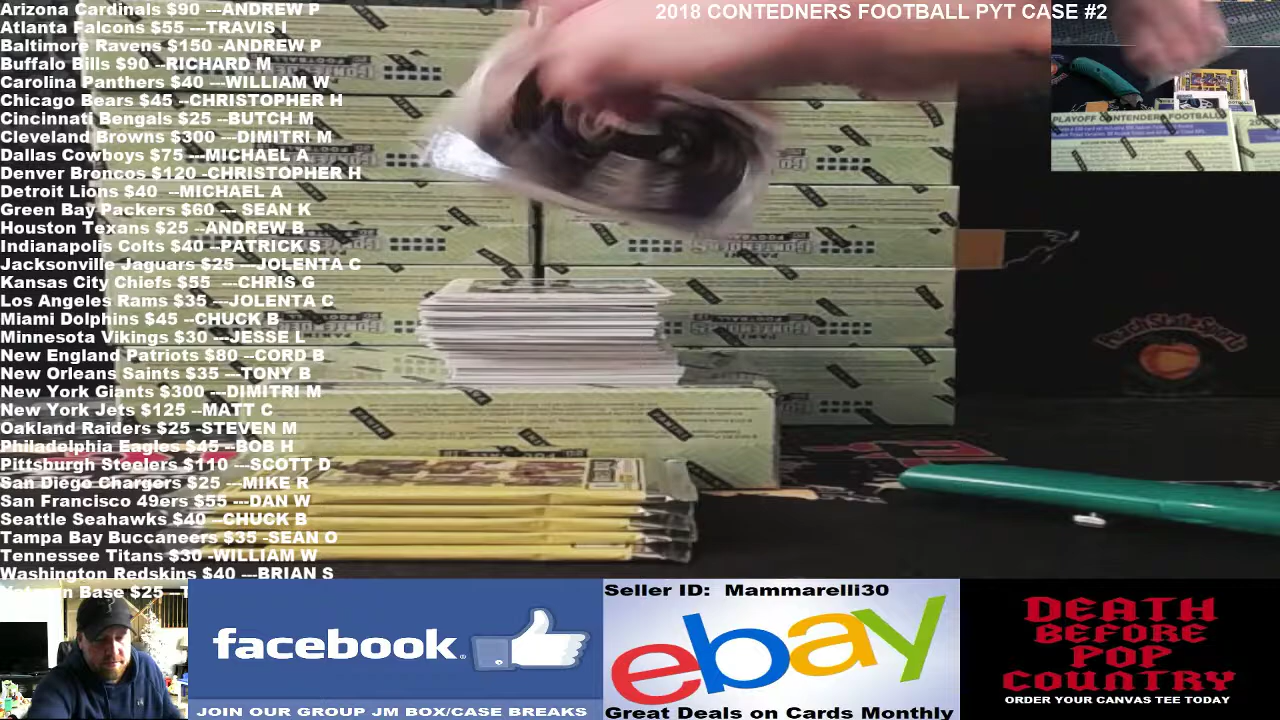 2018 CONTEDNERS FOOTBALL PYT CASE #2
Arizona Cardinals $90 ---ANDREW P
Atlanta Falcons $55 ---TRAVIS I
Baltimore Ravens $150 -ANDREW P
Buffalo Bills $90 --RICHARD M
Carolina Panthers $40 ---WILLIAM W
Chicago Bears $45 --CHRISTOPHER H
Cincinnati Bengals $25 --BUTCH M
Cleveland Browns $300 ---DIMITRI M
Dallas Cowboys $75 ---MICHAEL A
Denver Broncos $120 -CHRISTOPHER H
Detroit Lions $40 --MICHAEL A
Green Bay Packers $60 --- SEAN K
Houston Texans $25 --ANDREW B
Indianapolis Colts $40 --PATRICK S
Jacksonville Jaguars $25 ---JOLENTA C
Kansas City Chiefs $55 ---CHRIS G
Los Angeles Rams $35 ---JOLENTA C
Miami Dolphins $45 --CHUCK B
Minnesota Vikings $30 ---JESSE L
New England Patriots $80 --CORD B
New Orleans Saints $35 ---TONY B
New York Giants $300 ---DIMITRI M
New York Jets $125 --MATT C
Oakland Raiders $25 -STEVEN M
Philadelphia Eagles $45 --BOB H
Pittsburgh Steelers $110 ---SCOTT D
San Diego Chargers $25 ---MIKE R
San Francisco 49ers $55 ---DAN W
Seattle Seahawks $40 --CHUCK B
Tampa Bay Buccaneers $35 -SEAN O
Tennessee Titans $30 -WILLIAM W
Washington Redskins $40 ---BRIAN S
Base $25
PLAYOFF CONTENDERS FOOTBALL
Peach State Sports
facebook
JOIN OUR GROUP JM BOX/CASE BREAKS
Seller ID: Mammarelli30
ebay
Great Deals on Cards Monthly
DEATH
BEFORE
POP
COUNTRY
ORDER YOUR CANVAS TEE TODAY